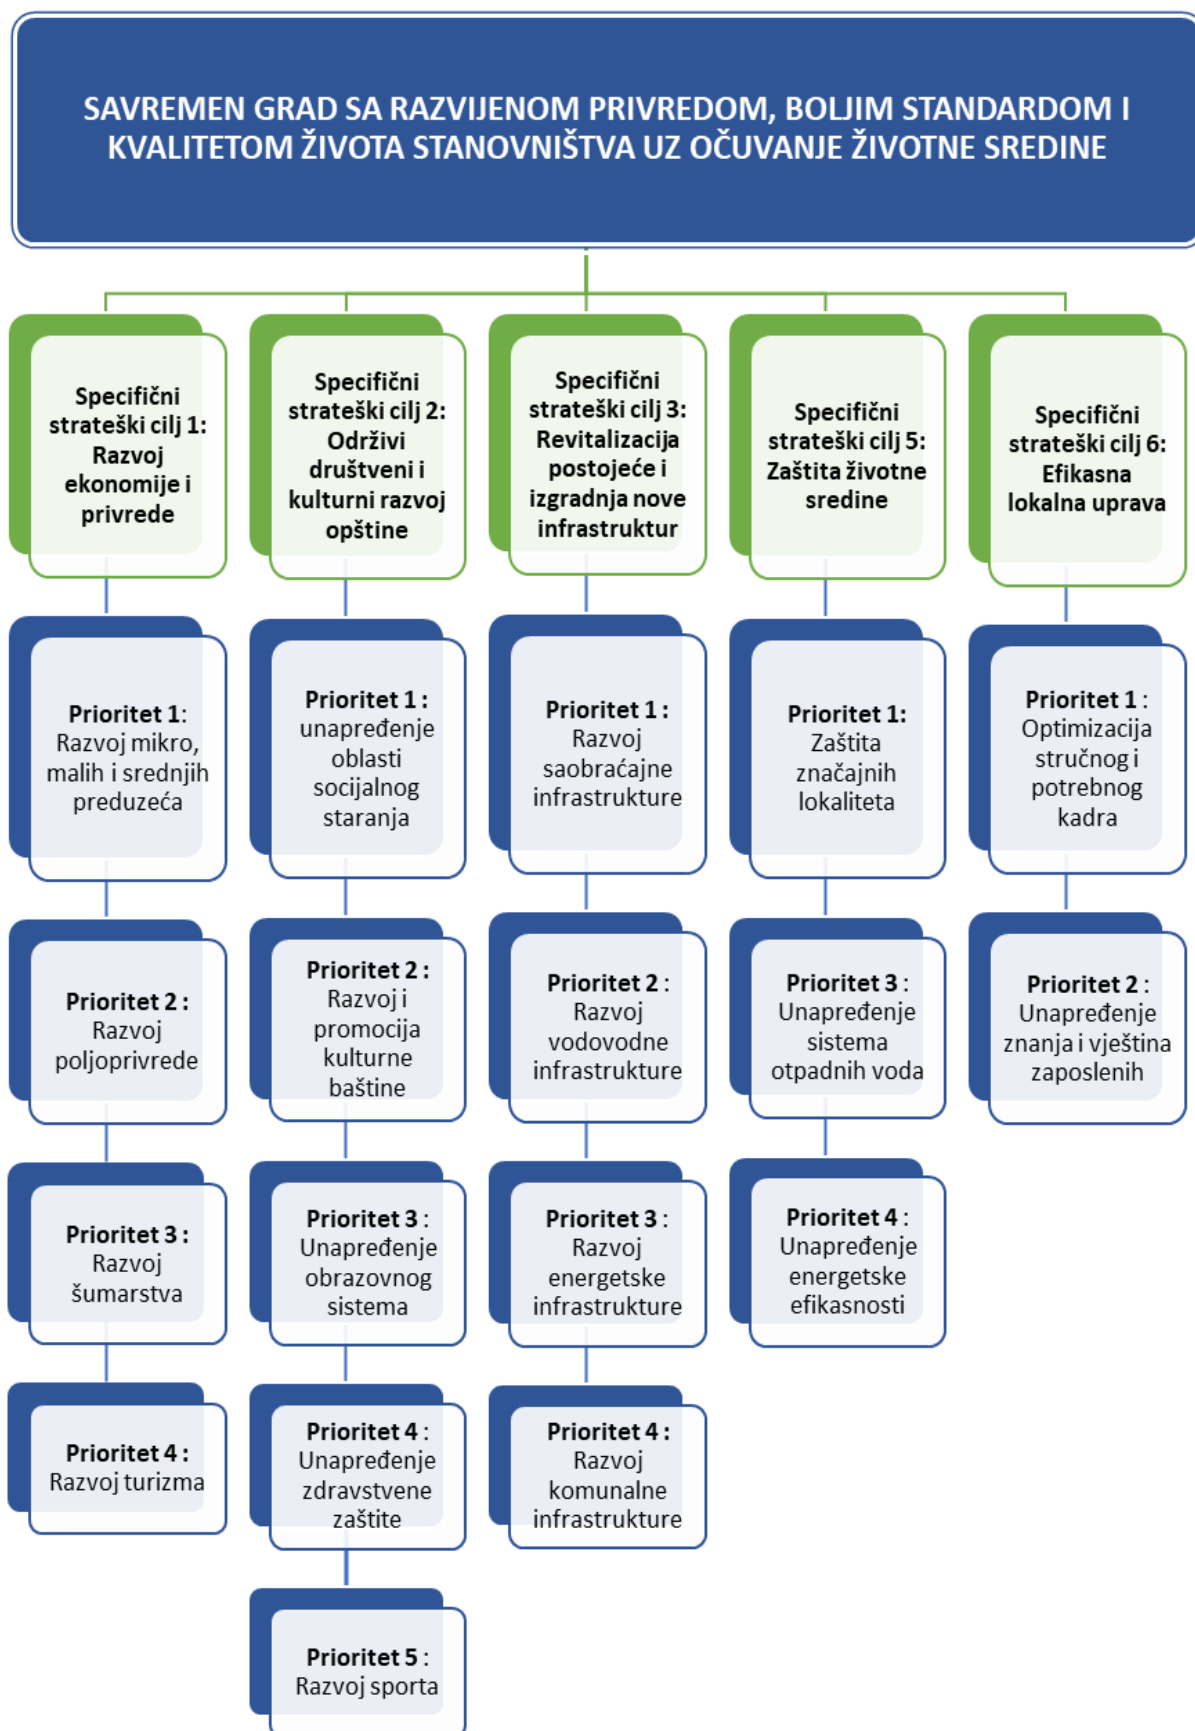 SAVREMEN GRAD SA RAZVIJENOM PRIVREDOM, BOLJIM STANDARDOM I
KVALITETOM ŽIVOTA STANOVNIŠTVA UZ OČUVANJE ŽIVOTNE SREDINE
Specifični
strateški cilj 1:
Razvoj
ekonomije i
privrede
Prioritet 1:
Razvoj mikro,
malih i srednjih
preduzeća
Prioritet 2 :
Razvoj
poljoprivrede
Prioritet 3 :
Razvoj
šumarstva
Prioritet 4 :
Razvoj turizma
Specifični
strateški cilj 2:
Održivi
društveni i
kulturni razvoj
opštine
Prioritet 1 :
unapređenje
oblasti
socijalnog
staranja
Prioritet 2 :
Razvoj i
promocija
kulturne
baštine
Prioritet 3 :
Unapređenje
obrazovnog
sistema
Prioritet 4 :
Unapređenje
zdravstvene
zaštite
Prioritet 5 :
Razvoj sporta
Specifični
strateški cilj 3:
Revitalizacija
postojeće i
izgradnja nove
infrastruktur
Prioritet 1 :
Razvoj
saobraćajne
infrastrukture
Prioritet 2 :
Razvoj
vodovodne
infrastrukture
Prioritet 3 :
Razvoj
energetske
infrastrukture
Prioritet 4 :
Razvoj
komunalne
infrastrukture
Specifični
strateški cilj 5:
Zaštita životne
sredine
Prioritet 1:
Zaštita
značajnih
lokaliteta
Prioritet 3 :
Unapređenje
sistema
otpadnih voda
Prioritet 4 :
Unapređenje
energetske
efikasnosti
Specifični
strateški cilj 6:
Efikasna
lokalna uprava
Prioritet 1 :
Optimizacija
stručnog i
potrebnog
kadra
Prioritet 2 :
Unapređenje
znanja i vještina
zaposlenih